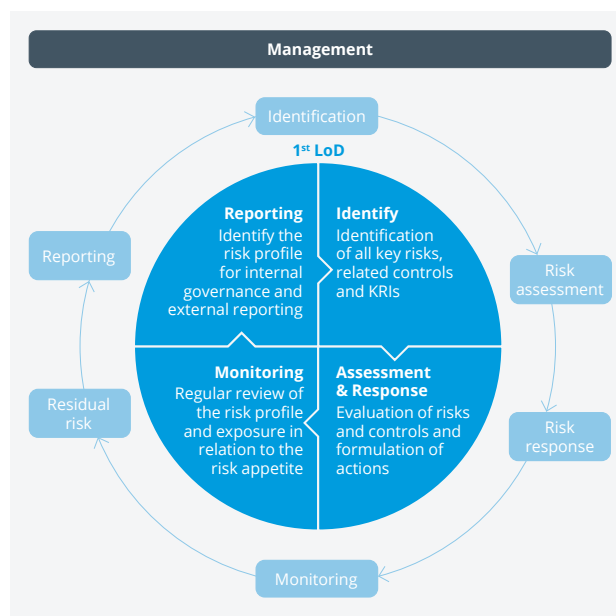 Management
Identification
1st LoD
Reporting
Identify the
risk profile
for internal
governance and
external reporting
Identify
Identification
of all key risks,
related controls
and KRIs
Reporting
Risk
assessment
Monitoring
Regular review of
the risk profile
and exposure in
relation to the
risk appetite
Assessment
& Response
Evaluation of risks
and controls and
formulation of
actions
Residual
risk
Risk
response
Monitoring